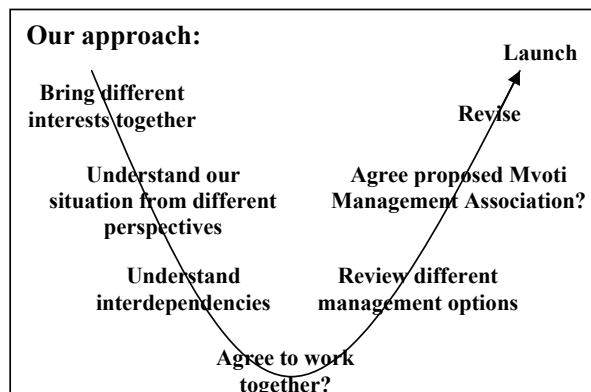 Our approach:
Bring different
interests together
Understand our
situation from different
perspectives
Understand
interdependencies
Agree to work
together?
Review different
management options
Agree proposed Mvoti
Management Association?
Revise
Launch